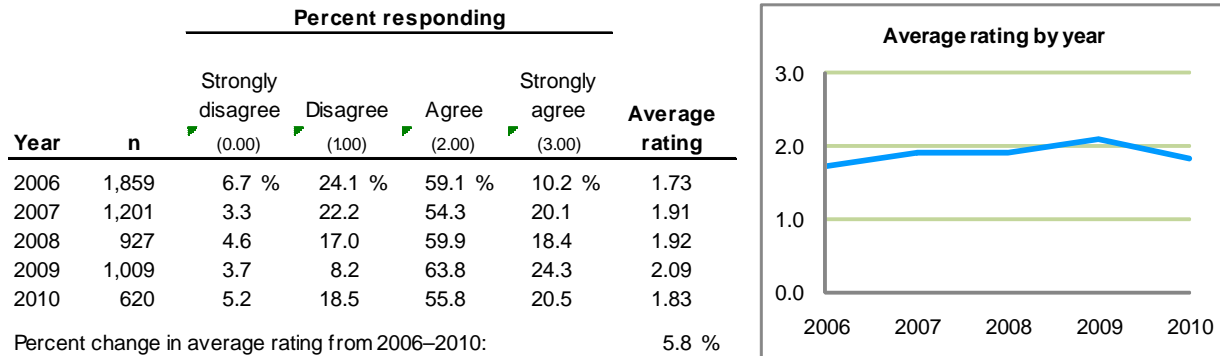 Percent responding
Strongly disagree Disagree Agree Strongly agree Average rating
Year n (0.00) (1.00) (2.00) (3.00)
2006 1,859 6.7 % 24.1 % 59.1 % 10.2 % 1.73
2007 1,201 3.3 22.2 54.3 20.1 1.91
2008 927 4.6 17.0 59.9 18.4 1.92
2009 1,009 3.7 8.2 63.8 24.3 2.09
2010 620 5.2 18.5 55.8 20.5 1.83
Percent change in average rating from 2006–2010: 5.8 %
Average rating by year
3.0
2.0
1.0
0.0
2006 2007 2008 2009 2010